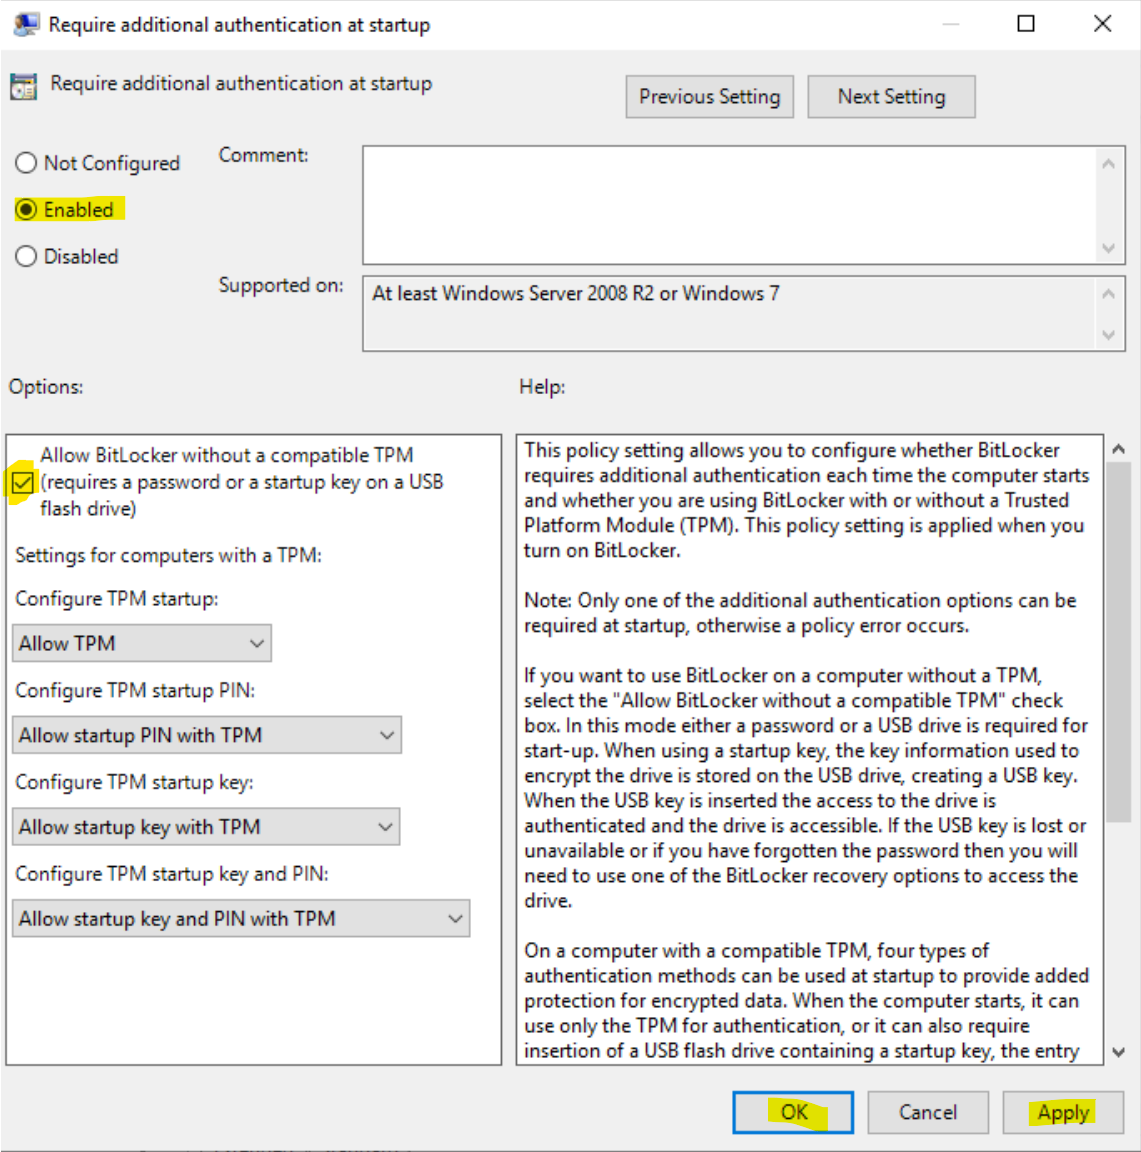 Require additional authentication at startup
Require additional authentication at startup
Previous Setting
Next Setting
Not Configured
Enabled
Disabled
Comment:
Supported on:
At least Windows Server 2008 R2 or Windows 7
Options:
Help:
Allow BitLocker without a compatible TPM
(requires a password or a startup key on a USB
flash drive)
Settings for computers with a TPM:
Configure TPM startup:
Allow TPM
Configure TPM startup PIN:
Allow startup PIN with TPM
Configure TPM startup key:
Allow startup key with TPM
Configure TPM startup key and PIN:
Allow startup key and PIN with TPM
This policy setting allows you to configure whether BitLocker
requires additional authentication each time the computer starts
and whether you are using BitLocker with or without a Trusted
Platform Module (TPM). This policy setting is applied when you
turn on BitLocker.
Note: Only one of the additional authentication options can be
required at startup, otherwise a policy error occurs.
If you want to use BitLocker on a computer without a TPM,
select the "Allow BitLocker without a compatible TPM" check
box. In this mode either a password or a USB drive is required for
start-up. When using a startup key, the key information used to
encrypt the drive is stored on the USB drive, creating a USB key.
When the USB key is inserted the access to the drive is
authenticated and the drive is accessible. If the USB key is lost or
unavailable or if you have forgotten the password then you will
need to use one of the BitLocker recovery options to access the
drive.
On a computer with a compatible TPM, four types of
authentication methods can be used at startup to provide added
protection for encrypted data. When the computer starts, it can
use only the TPM for authentication, or it can also require
insertion of a USB flash drive containing a startup key, the entry
OK
Cancel
Apply